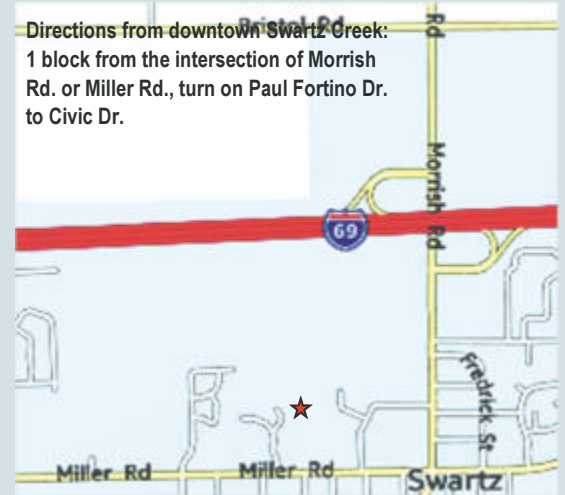 Bristol Rd
Rd
Directions from downtown Swartz Creek:
1 block from the intersection of Morrish
Rd. or Miller Rd., turn on Paul Fortino Dr.
to Civic Dr.
Morrish Rd
69
Fredrick St
Miller Rd
Miller Rd
Swartz